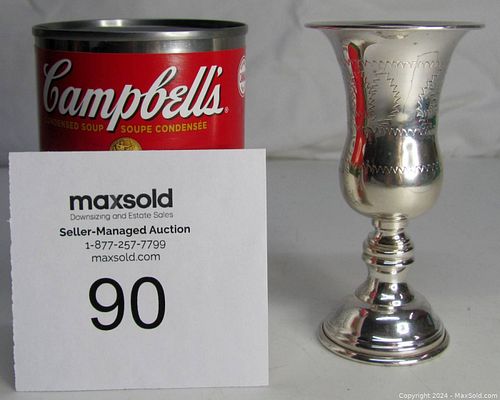 Campbell's
CONDENSED SOUP SOUPE CONDENSÉE
maxsold
Downsizing and Estate Sales
Seller-Managed Auction
1-877-257-7799
maxsold.com
90
Copyright 2024 - MaxSold.com